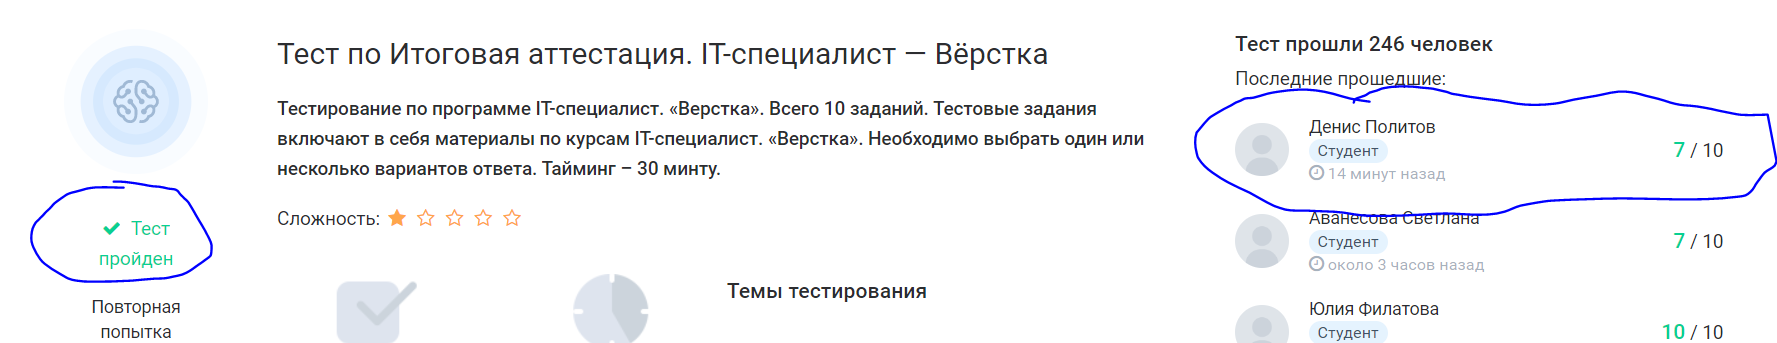 Тест
пройден
Повторная
попытка
Тест по Итоговая аттестация. IT-специалист — Вёрстка
Тестирование по программе IT-специалист. «Верстка». Всего 10 заданий. Тестовые задания
включают в себя материалы по курсам IT-специалист. «Верстка». Необходимо выбрать один или
несколько вариантов ответа. Тайминг – 30 минту.
Сложность:
Темы тестирования
Тест прошли 246 человек
Последние прошедшие:
Денис Политов
Студент
14 минут назад
7 / 10
Аванесова Светлана
Студент
около 3 часов назад
7 / 10
Юлия Филатова
Студент
10 / 10